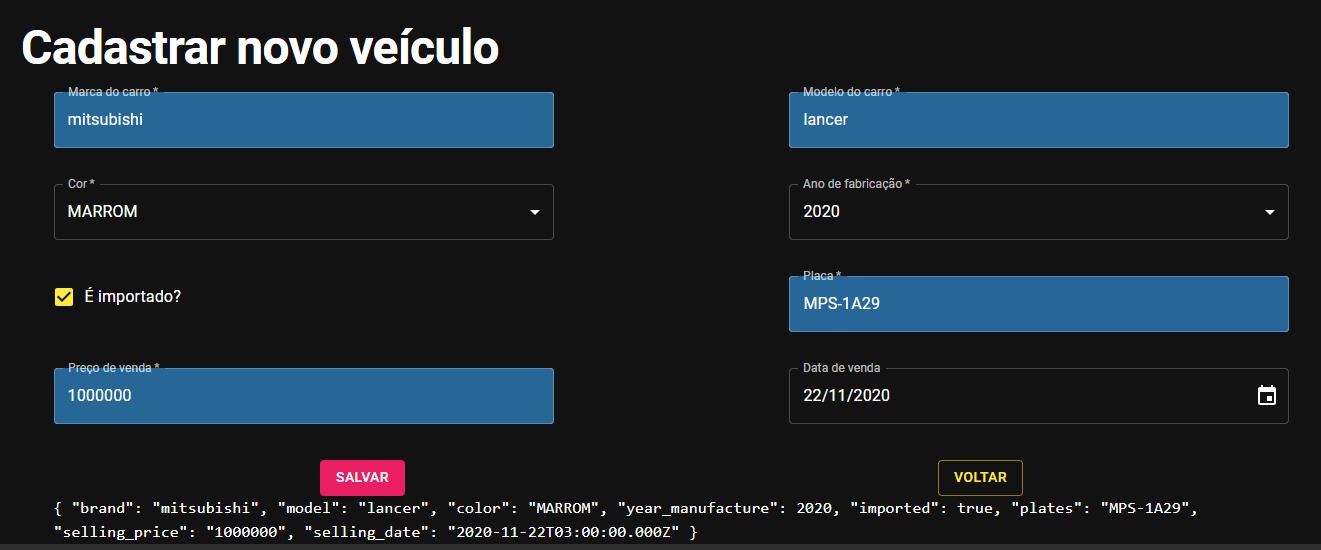 Cadastrar novo veículo
Marca do carro *
mitsubishi
Modelo do carro *
lancer
Cor *
MARROM
Ano de fabricação *
2020
É importado?
Placa *
MPS-1A29
Preço de venda *
1000000
Data de venda
22/11/2020
SALVAR
VOLTAR
{ "brand": "mitsubishi", "model": "lancer", "color": "MARROM", "year_manufacture": 2020, "imported": true, "plates": "MPS-1A29",
"selling_price": "1000000", "selling_date": "2020-11-22T03:00:00.000Z" }